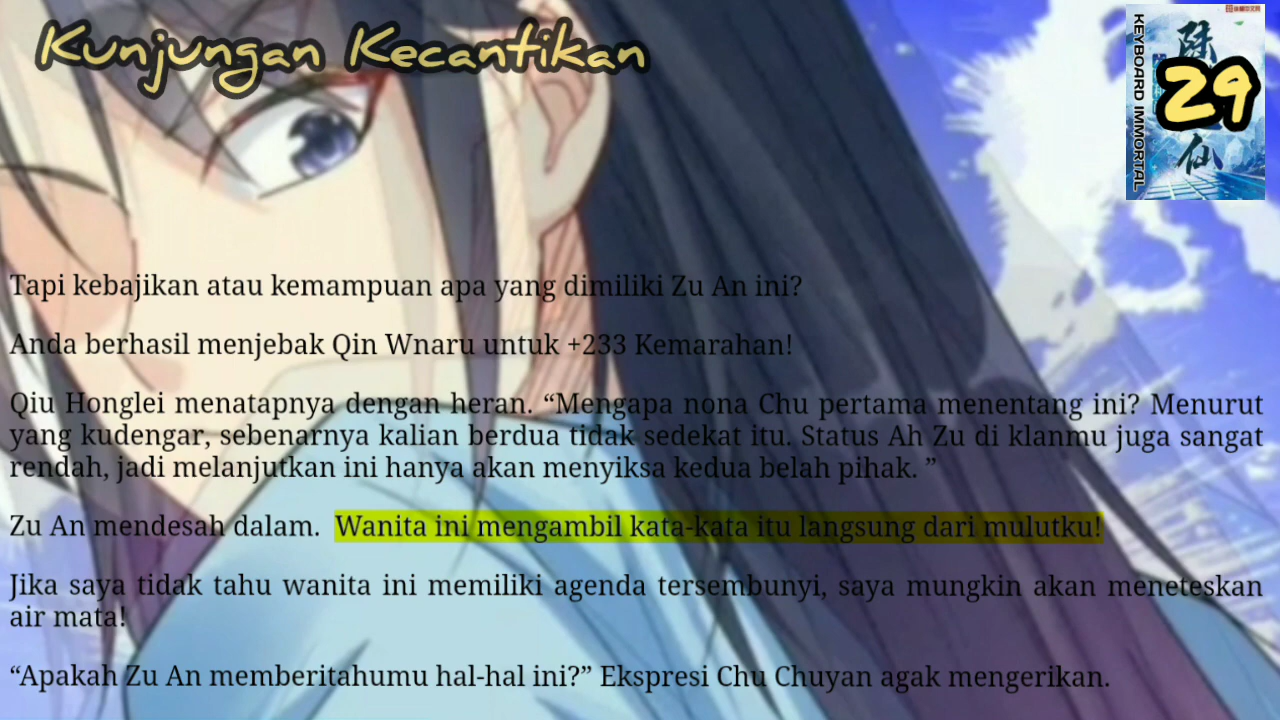 Kunjungan Kecantikan
KEYBOARD IMMORTAL
陆
29
仙
Tapi kebajikan atau kemampuan apa yang dimiliki Zu An ini?
Anda berhasil menjebak Qin Wnaru untuk +233 Kemarahan!
Qiu Honglei menatapnya dengan heran. “Mengapa nona Chu pertama menentang ini? Menurut
yang kudengar, sebenarnya kalian berdua tidak sedekat itu. Status Ah Zu di klanmu juga sangat
rendah, jadi melanjutkan ini hanya akan menyiksa kedua belah pihak. ”
Zu An mendesah dalam. Wanita ini mengambil kata-kata itu langsung dari mulutku!
Jika saya tidak tahu wanita ini memiliki agenda tersembunyi, saya mungkin akan meneteskan
air mata!
“Apakah Zu An memberitahumu hal-hal ini?” Ekspresi Chu Chuyan agak mengerikan.